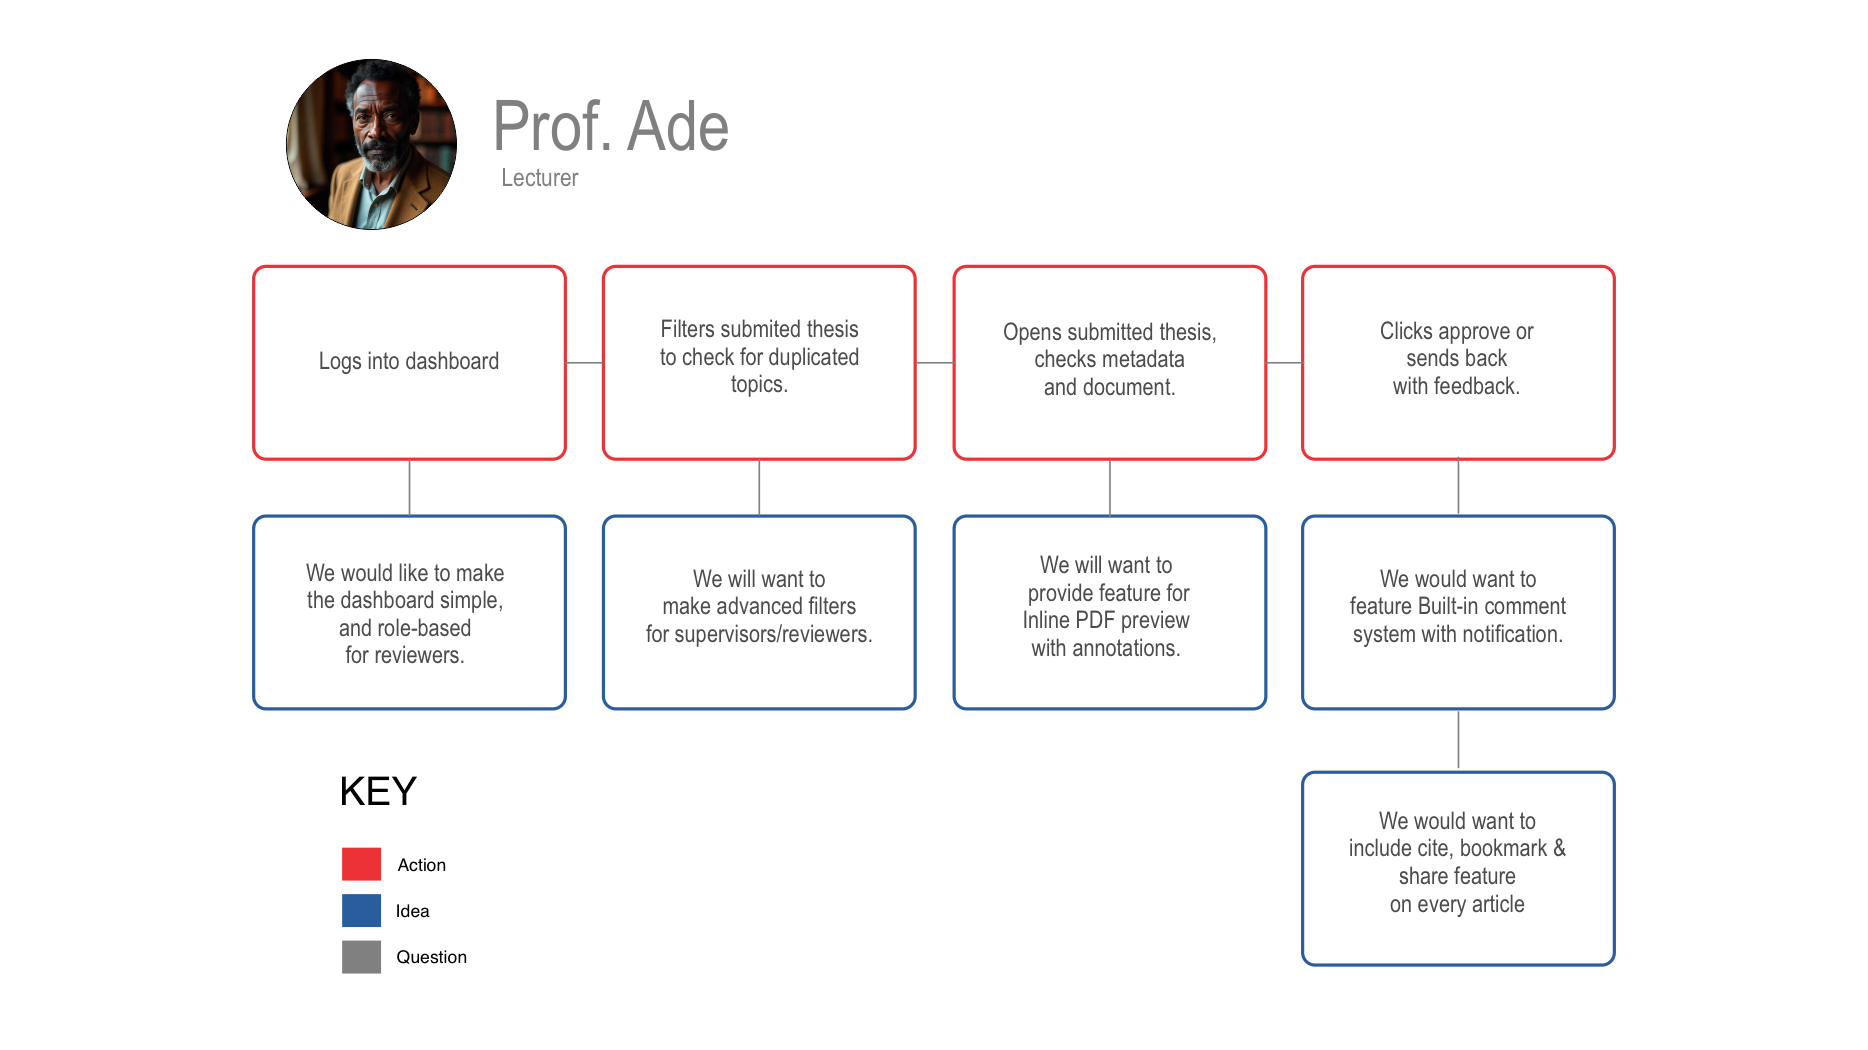 Prof. Ade
Lecturer
Logs into dashboard
Filters submited thesis
to check for duplicated
topics.
Opens submitted thesis,
checks metadata
and document.
Clicks approve or
sends back
with feedback.
We would like to make
the dashboard simple,
and role-based
for reviewers.
We will want to
make advanced filters
for supervisors/reviewers.
We will want to
provide feature for
Inline PDF preview
with annotations.
We would want to
feature Built-in comment
system with notification.
We would want to
include cite, bookmark &
share feature
on every article
KEY
Action
Idea
Question